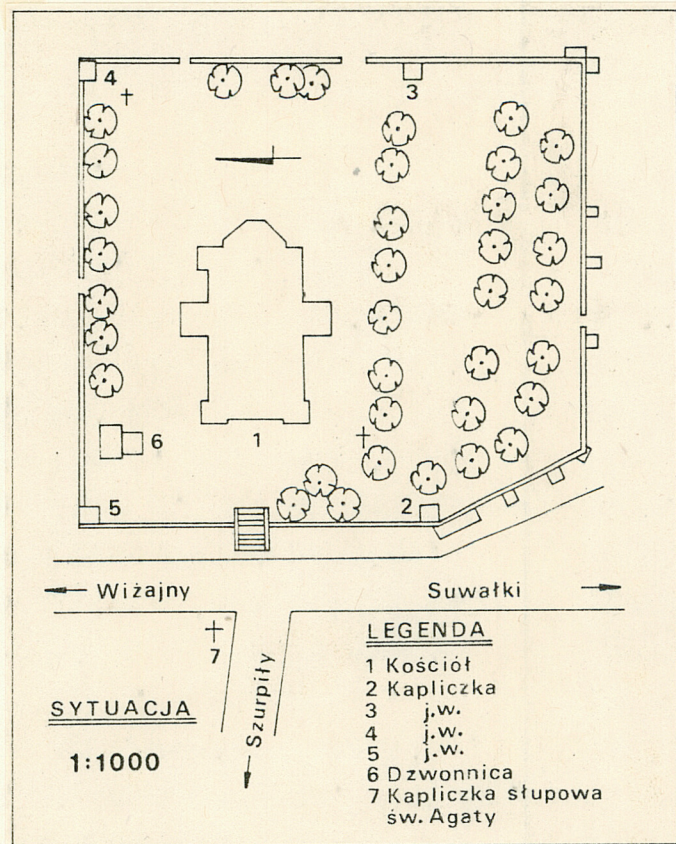 4
3
6
1
5
2
Wiżajny
Suwałki
7
Szurpiły
SYTUACJA
1:1000
LEGENDA
1 Kościół
2 Kapliczka
3 j.w.
4 j.w.
5 j.w.
6 Dzwonnica
7 Kapliczka słupowa
św. Agaty